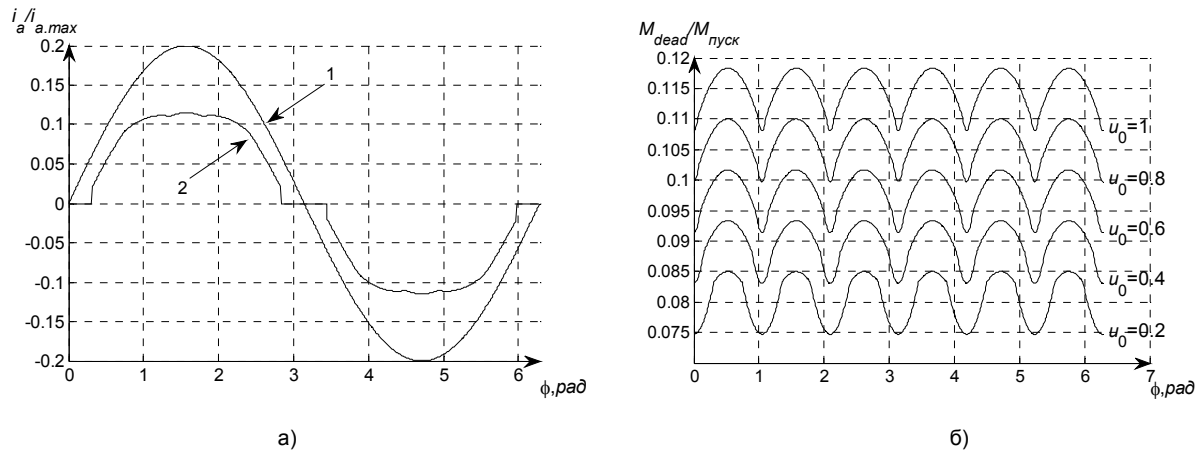 i_a/i_a.max
0.2
0.15
0.1
0.05
0
-0.05
-0.1
-0.15
-0.2
1
2
0 1 2 3 4 5 6
ϕ,рад
а)
M_dead/M_пуск
0.12
0.115
0.11
0.105
0.1
0.095
0.09
0.085
0.08
0.075
u_0=1
u_0=0.8
u_0=0.6
u_0=0.4
u_0=0.2
0 1 2 3 4 5 6 7
ϕ,рад
б)